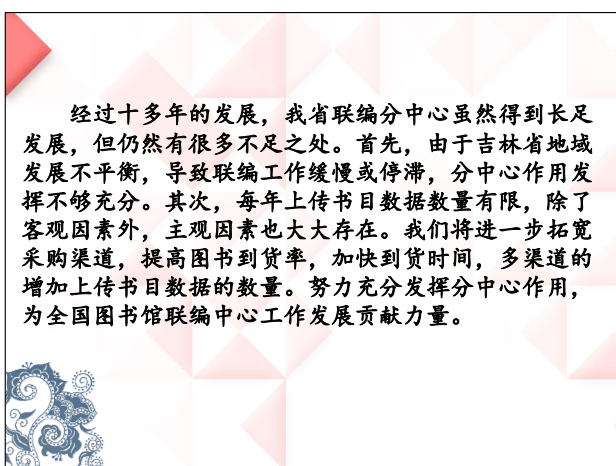 经过十多年的发展，我省联编分中心虽然得到长足
发展，但仍然有很多不足之处。首先，由于吉林省地域
发展不平衡，导致联编工作缓慢或停滞，分中心作用发
挥不够充分。其次，每年上传书目数据数量有限，除了
客观因素外，主观因素也大大存在。我们将进一步拓宽
采购渠道，提高图书到货率，加快到货时间，多渠道的
增加上传书目数据的数量。努力充分发挥分中心作用，
为全国图书馆联编中心工作发展贡献力量。